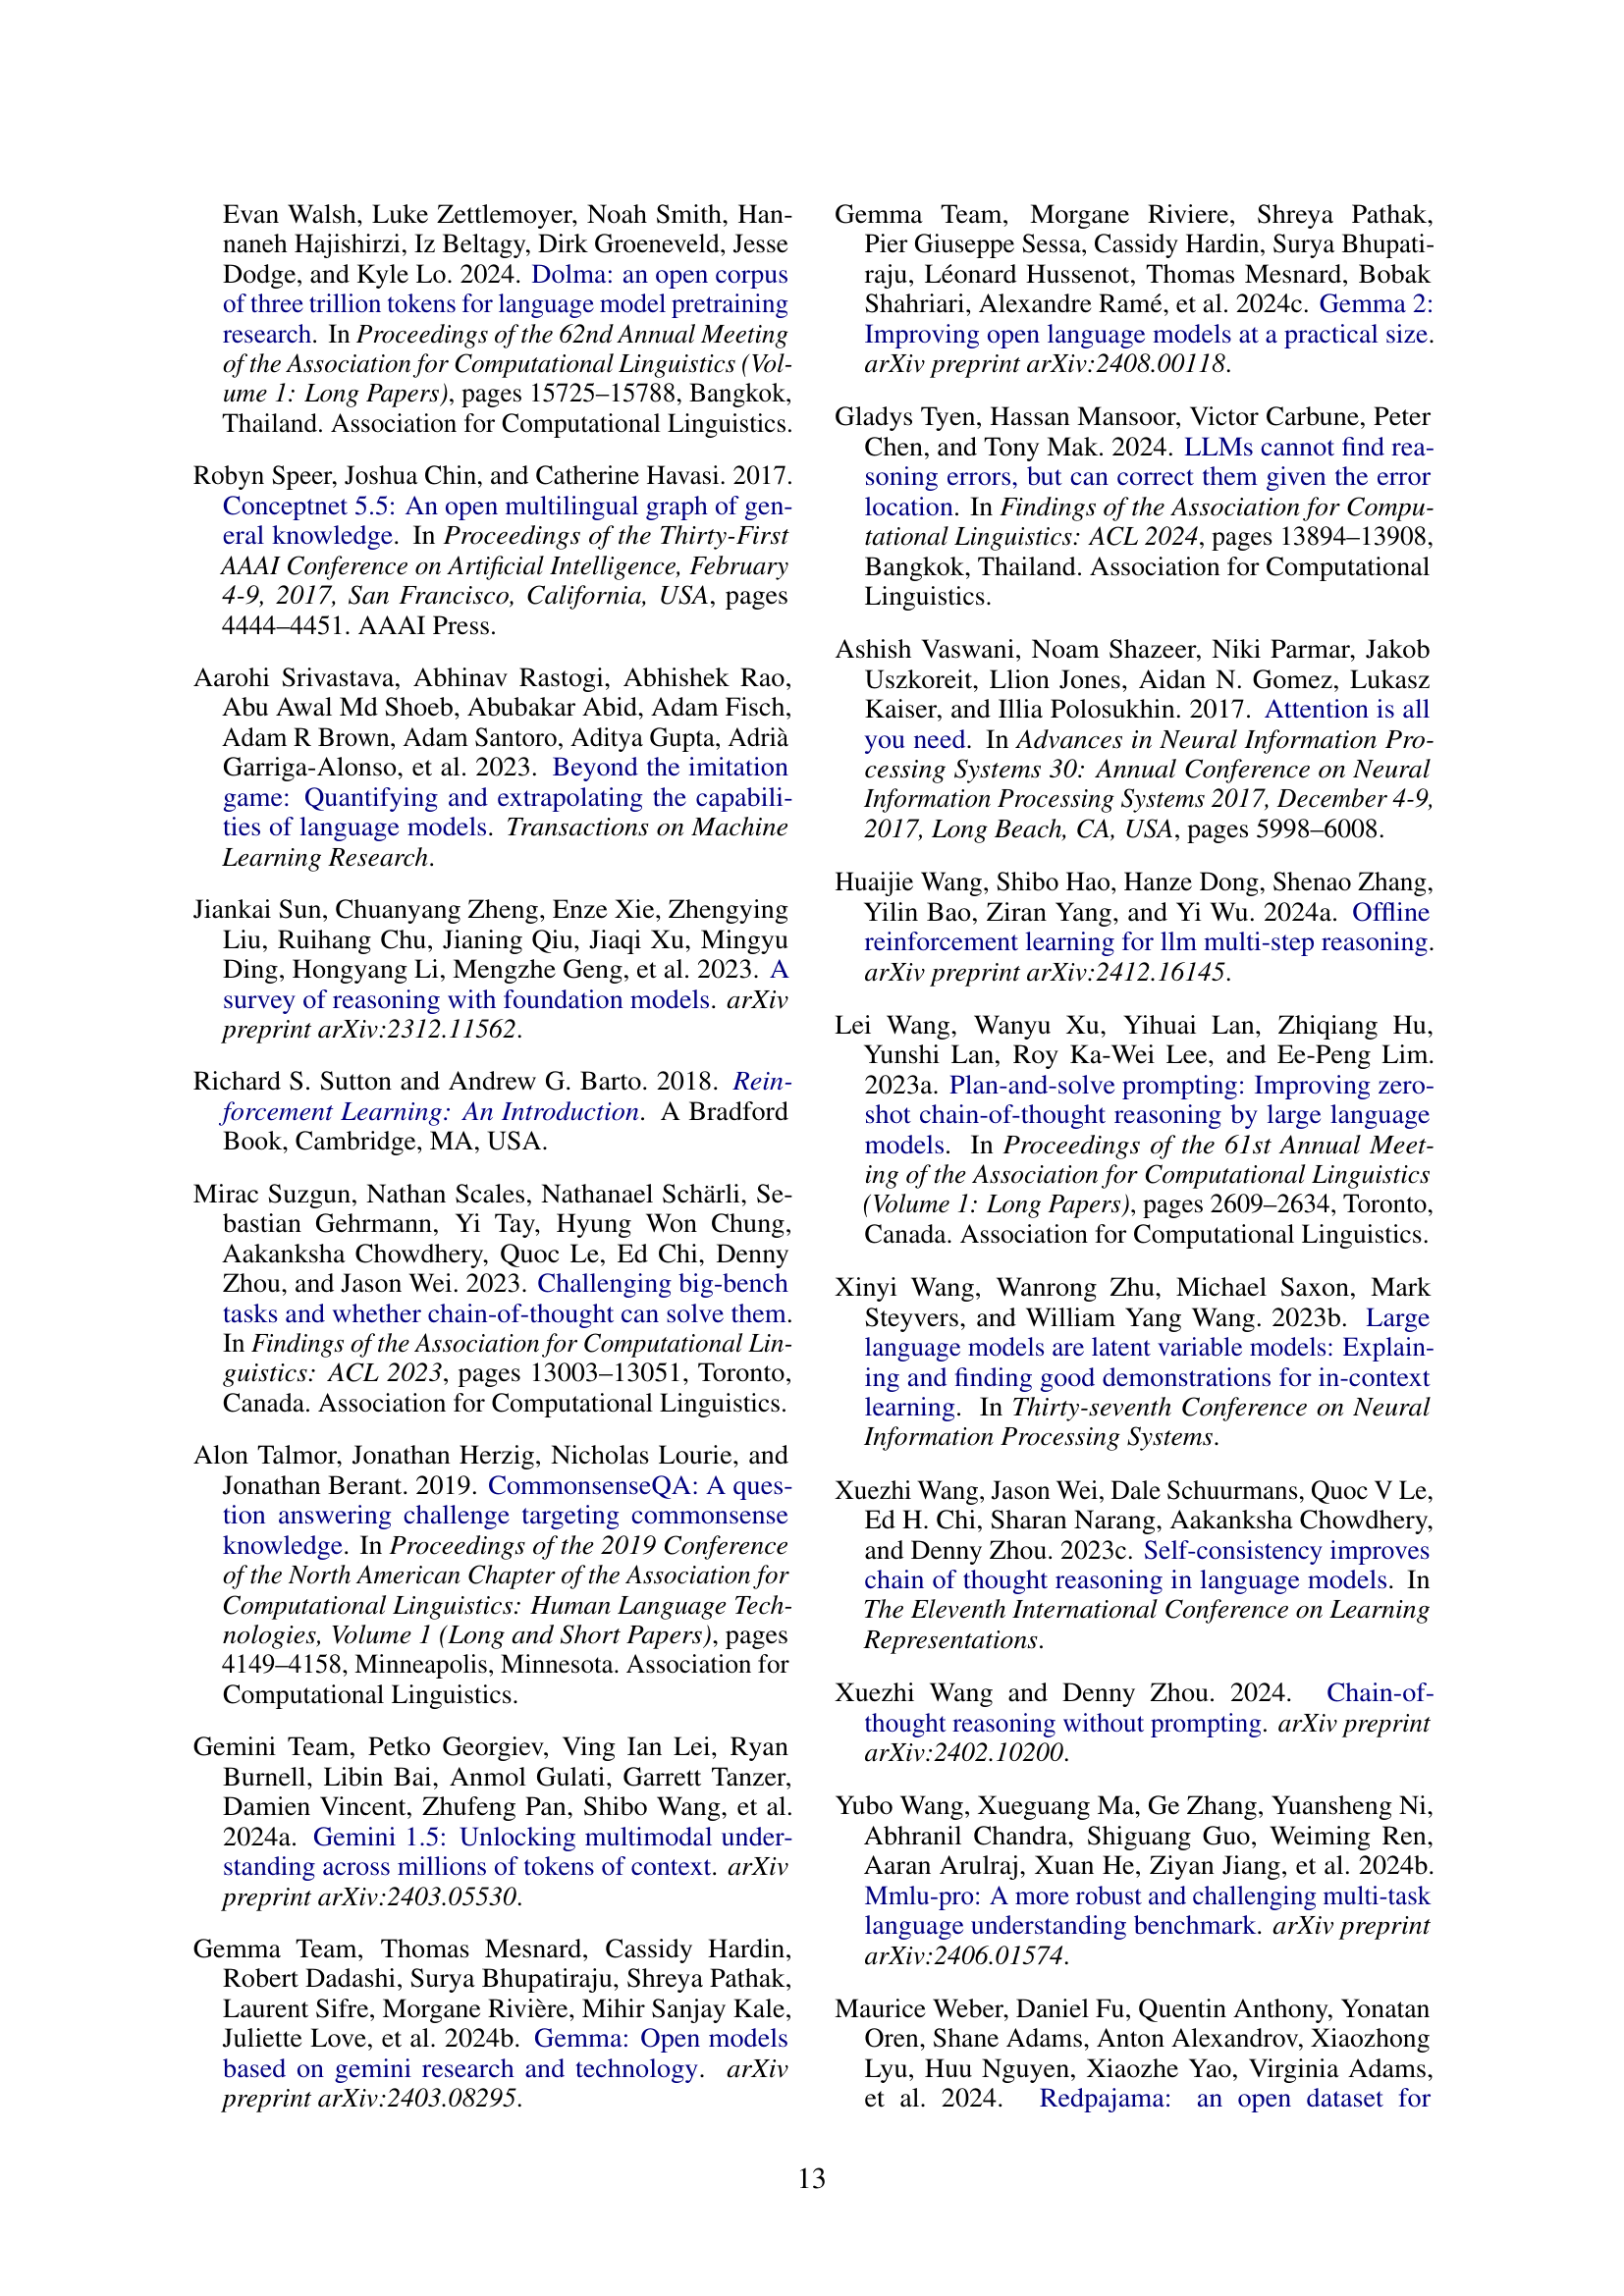 Evan Walsh, Luke Zettlemoyer, Noah Smith, Han-
naneh Hajishirzi, Iz Beltagy, Dirk Groeneveld, Jesse
Dodge, and Kyle Lo. 2024. Dolma: an open corpus
of three trillion tokens for language model pretraining
research. In Proceedings of the 62nd Annual Meeting
of the Association for Computational Linguistics (Vol-
ume 1: Long Papers), pages 15725–15788, Bangkok,
Thailand. Association for Computational Linguistics.
Robyn Speer, Joshua Chin, and Catherine Havasi. 2017.
Conceptnet 5.5: An open multilingual graph of gen-
eral knowledge. In Proceedings of the Thirty-First
AAAI Conference on Artificial Intelligence, February
4-9, 2017, San Francisco, California, USA, pages
4444–4451. AAAI Press.
Aarohi Srivastava, Abhinav Rastogi, Abhishek Rao,
Abu Awal Md Shoeb, Abubakar Abid, Adam Fisch,
Adam R Brown, Adam Santoro, Aditya Gupta, Adrià
Garriga-Alonso, et al. 2023. Beyond the imitation
game: Quantifying and extrapolating the capabili-
ties of language models. Transactions on Machine
Learning Research.
Jiankai Sun, Chuanyang Zheng, Enze Xie, Zhengying
Liu, Ruihang Chu, Jianing Qiu, Jiaqi Xu, Mingyu
Ding, Hongyang Li, Mengzhe Geng, et al. 2023. A
survey of reasoning with foundation models. arXiv
preprint arXiv:2312.11562.
Richard S. Sutton and Andrew G. Barto. 2018. Rein-
forcement Learning: An Introduction. A Bradford
Book, Cambridge, MA, USA.
Mirac Suzgun, Nathan Scales, Nathanael Schärli, Se-
bastian Gehrmann, Yi Tay, Hyung Won Chung,
Aakanksha Chowdhery, Quoc Le, Ed Chi, Denny
Zhou, and Jason Wei. 2023. Challenging big-bench
tasks and whether chain-of-thought can solve them.
In Findings of the Association for Computational Lin-
guistics: ACL 2023, pages 13003–13051, Toronto,
Canada. Association for Computational Linguistics.
Alon Talmor, Jonathan Herzig, Nicholas Lourie, and
Jonathan Berant. 2019. CommonsenseQA: A ques-
tion answering challenge targeting commonsense
knowledge. In Proceedings of the 2019 Conference
of the North American Chapter of the Association for
Computational Linguistics: Human Language Tech-
nologies, Volume 1 (Long and Short Papers), pages
4149–4158, Minneapolis, Minnesota. Association for
Computational Linguistics.
Gemini Team, Petko Georgiev, Ving Ian Lei, Ryan
Burnell, Libin Bai, Anmol Gulati, Garrett Tanzer,
Damien Vincent, Zhufeng Pan, Shibo Wang, et al.
2024a. Gemini 1.5: Unlocking multimodal under-
standing across millions of tokens of context. arXiv
preprint arXiv:2403.05530.
Gemma Team, Thomas Mesnard, Cassidy Hardin,
Robert Dadashi, Surya Bhupatiraju, Shreya Pathak,
Laurent Sifre, Morgane Rivière, Mihir Sanjay Kale,
Juliette Love, et al. 2024b. Gemma: Open models
based on gemini research and technology. arXiv
preprint arXiv:2403.08295.
Gemma Team, Morgane Riviere, Shreya Pathak,
Pier Giuseppe Sessa, Cassidy Hardin, Surya Bhupati-
raju, Léonard Hussenot, Thomas Mesnard, Bobak
Shahriari, Alexandre Ramé, et al. 2024c. Gemma 2:
Improving open language models at a practical size.
arXiv preprint arXiv:2408.00118.
Gladys Tyen, Hassan Mansoor, Victor Carbune, Peter
Chen, and Tony Mak. 2024. LLMs cannot find rea-
soning errors, but can correct them given the error
location. In Findings of the Association for Compu-
tational Linguistics: ACL 2024, pages 13894–13908,
Bangkok, Thailand. Association for Computational
Linguistics.
Ashish Vaswani, Noam Shazeer, Niki Parmar, Jakob
Uszkoreit, Llion Jones, Aidan N. Gomez, Lukasz
Kaiser, and Illia Polosukhin. 2017. Attention is all
you need. In Advances in Neural Information Pro-
cessing Systems 30: Annual Conference on Neural
Information Processing Systems 2017, December 4-9,
2017, Long Beach, CA, USA, pages 5998–6008.
Huaijie Wang, Shibo Hao, Hanze Dong, Shenao Zhang,
Yilin Bao, Ziran Yang, and Yi Wu. 2024a. Offline
reinforcement learning for llm multi-step reasoning.
arXiv preprint arXiv:2412.16145.
Lei Wang, Wanyu Xu, Yihuai Lan, Zhiqiang Hu,
Yunshi Lan, Roy Ka-Wei Lee, and Ee-Peng Lim.
2023a. Plan-and-solve prompting: Improving zero-
shot chain-of-thought reasoning by large language
models. In Proceedings of the 61st Annual Meet-
ing of the Association for Computational Linguistics
(Volume 1: Long Papers), pages 2609–2634, Toronto,
Canada. Association for Computational Linguistics.
Xinyi Wang, Wanrong Zhu, Michael Saxon, Mark
Steyvers, and William Yang Wang. 2023b. Large
language models are latent variable models: Explain-
ing and finding good demonstrations for in-context
learning. In Thirty-seventh Conference on Neural
Information Processing Systems.
Xuezhi Wang, Jason Wei, Dale Schuurmans, Quoc V Le,
Ed H. Chi, Sharan Narang, Aakanksha Chowdhery,
and Denny Zhou. 2023c. Self-consistency improves
chain of thought reasoning in language models. In
The Eleventh International Conference on Learning
Representations.
Xuezhi Wang and Denny Zhou. 2024. Chain-of-
thought reasoning without prompting. arXiv preprint
arXiv:2402.10200.
Yubo Wang, Xueguang Ma, Ge Zhang, Yuansheng Ni,
Abhranil Chandra, Shiguang Guo, Weiming Ren,
Aaran Arulraj, Xuan He, Ziyan Jiang, et al. 2024b.
Mmlu-pro: A more robust and challenging multi-task
language understanding benchmark. arXiv preprint
arXiv:2406.01574.
Maurice Weber, Daniel Fu, Quentin Anthony, Yonatan
Oren, Shane Adams, Anton Alexandrov, Xiaozhong
Lyu, Huu Nguyen, Xiaozhe Yao, Virginia Adams,
et al. 2024. Redpajama: an open dataset for
13